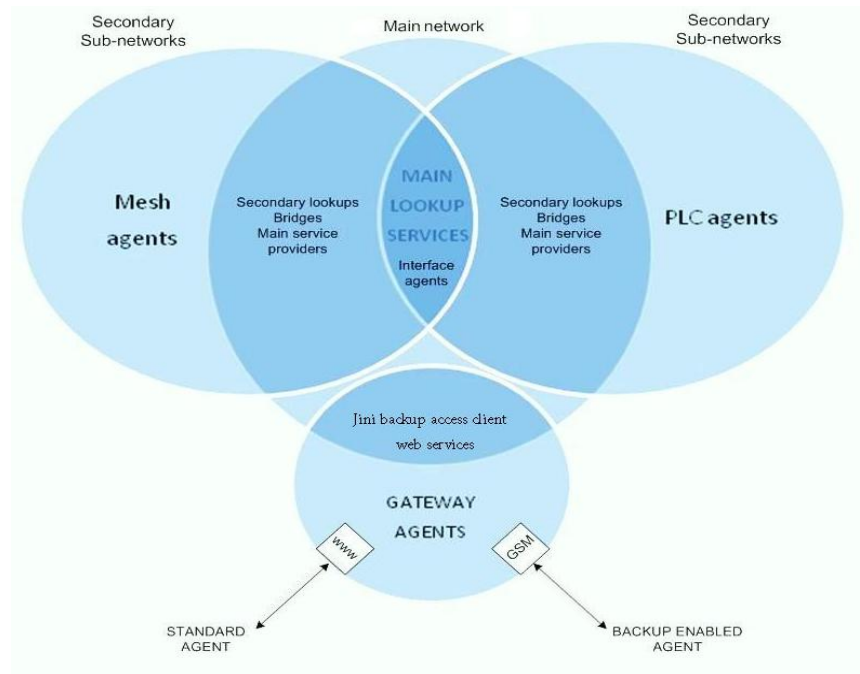 Secondary
Sub-networks
Main network
Secondary
Sub-networks
Mesh
agents
Secondary lookups
Bridges
Main service
providers
MAIN
LOOKUP
SERVICES
Interface
agents
Secondary lookups
Bridges
Main service
providers
PLC agents
Jini backup access client
web services
GATEWAY
AGENTS
www
GSM
STANDARD
AGENT
BACKUP ENABLED
AGENT